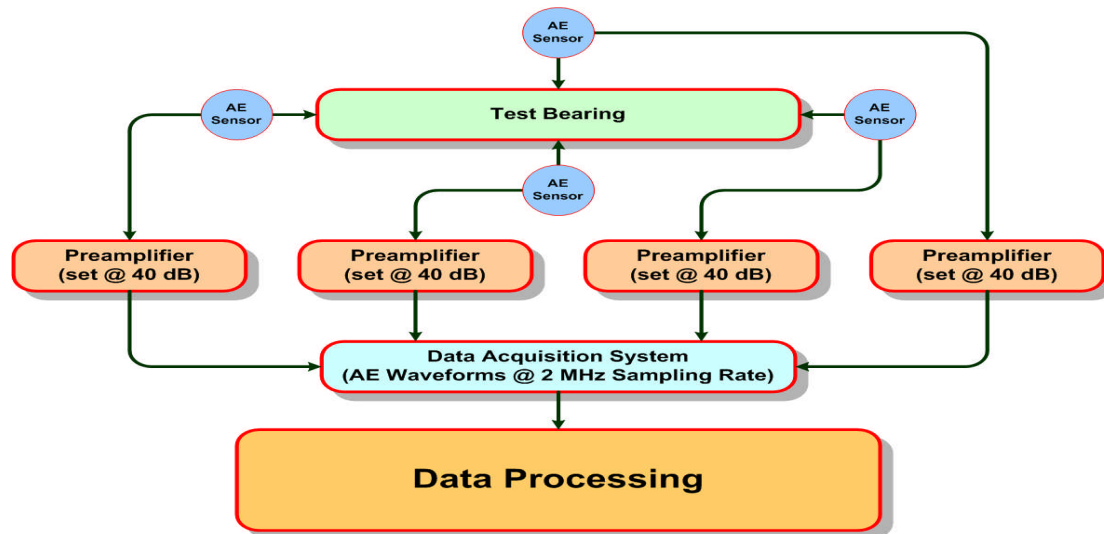 AE
Sensor
AE
Sensor
Test Bearing
AE
Sensor
AE
Sensor
Preamplifier
(set @ 40 dB)
Preamplifier
(set @ 40 dB)
Preamplifier
(set @ 40 dB)
Preamplifier
(set @ 40 dB)
Data Acquisition System
(AE Waveforms @ 2 MHz Sampling Rate)
Data Processing